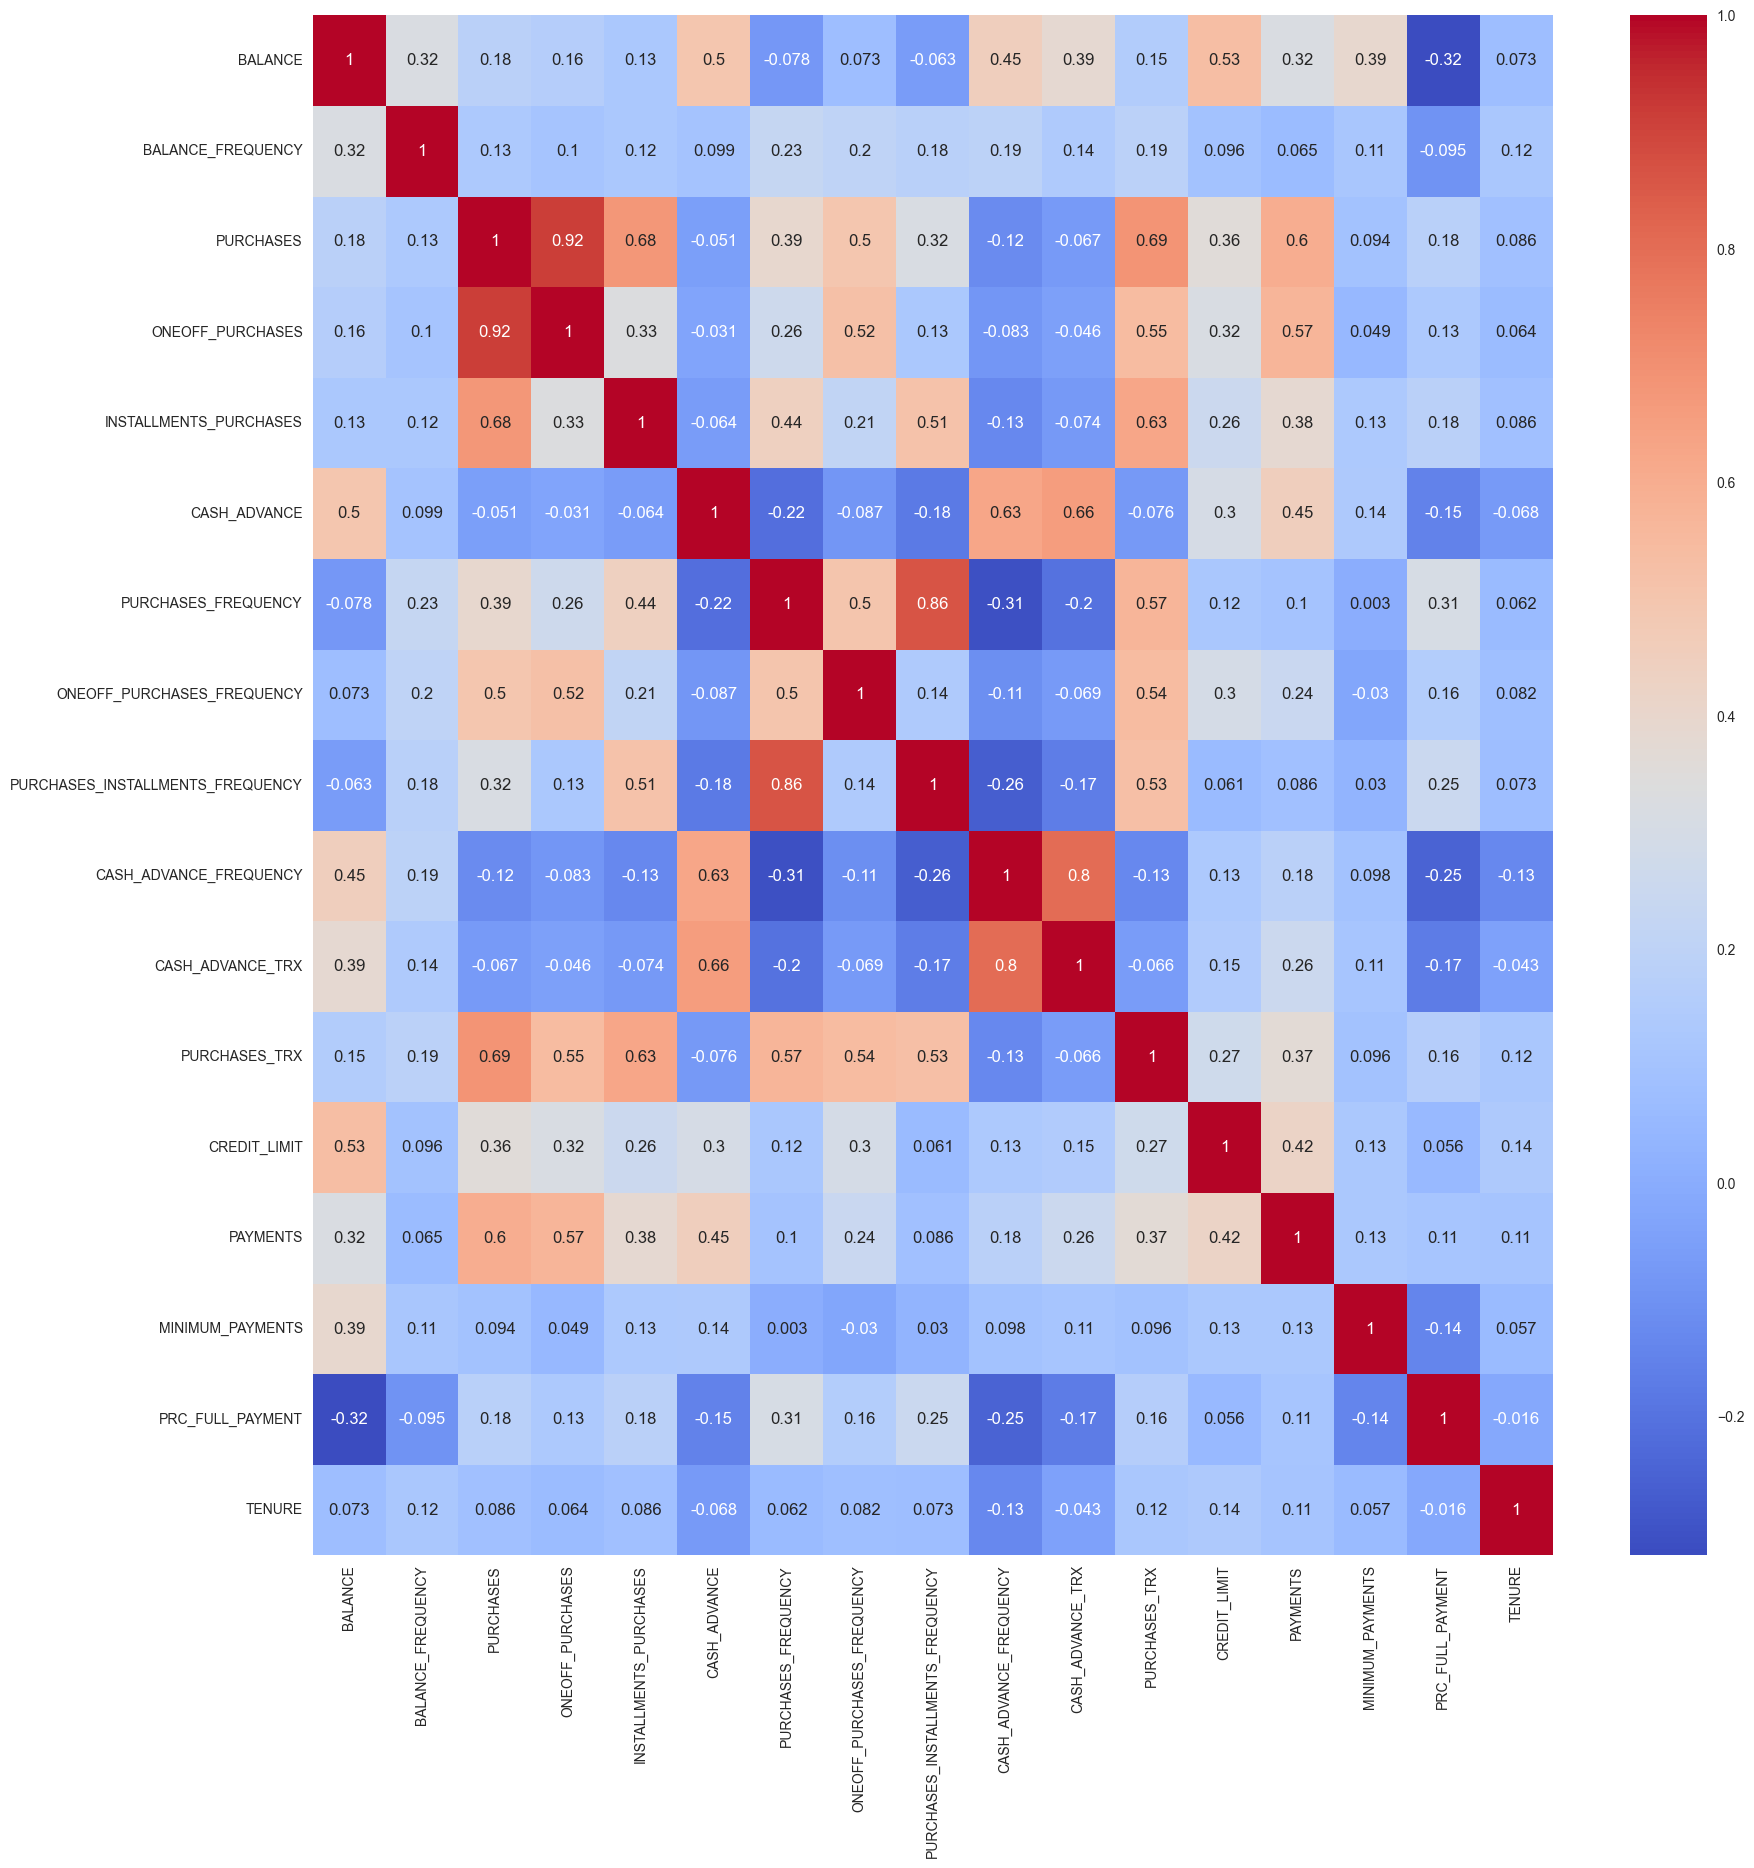 BALANCE 1 0.32 0.18 0.16 0.13 0.5 -0.078 0.073 -0.063 0.45 0.39 0.15 0.53 0.32 0.39 -0.32 0.073
BALANCE_FREQUENCY 0.32 1 0.13 0.1 0.12 0.099 0.23 0.2 0.18 0.19 0.14 0.19 0.096 0.065 0.11 -0.095 0.12
PURCHASES 0.18 0.13 1 0.92 0.68 -0.051 0.39 0.5 0.32 -0.12 -0.067 0.69 0.36 0.6 0.094 0.18 0.086
ONEOFF_PURCHASES 0.16 0.1 0.92 1 0.33 -0.031 0.26 0.52 0.13 -0.083 -0.046 0.55 0.32 0.57 0.049 0.13 0.064
INSTALLMENTS_PURCHASES 0.13 0.12 0.68 0.33 1 -0.064 0.44 0.21 0.51 -0.13 -0.074 0.63 0.26 0.38 0.13 0.18 0.086
CASH_ADVANCE 0.5 0.099 -0.051 -0.031 -0.064 1 -0.22 -0.087 -0.18 0.63 0.66 -0.076 0.3 0.45 0.14 -0.15 -0.068
PURCHASES_FREQUENCY -0.078 0.23 0.39 0.26 0.44 -0.22 1 0.5 0.86 -0.31 -0.2 0.57 0.12 0.1 0.003 0.31 0.062
ONEOFF_PURCHASES_FREQUENCY 0.073 0.2 0.5 0.52 0.21 -0.087 0.5 1 0.14 -0.11 -0.069 0.54 0.3 0.24 -0.03 0.16 0.082
PURCHASES_INSTALLMENTS_FREQUENCY -0.063 0.18 0.32 0.13 0.51 -0.18 0.86 0.14 1 -0.26 -0.17 0.53 0.061 0.086 0.03 0.25 0.073
CASH_ADVANCE_FREQUENCY 0.45 0.19 -0.12 -0.083 -0.13 0.63 -0.31 -0.11 -0.26 1 0.8 -0.13 0.13 0.18 0.098 -0.25 -0.13
CASH_ADVANCE_TRX 0.39 0.14 -0.067 -0.046 -0.074 0.66 -0.2 -0.069 -0.17 0.8 1 -0.066 0.15 0.26 0.11 -0.17 -0.043
PURCHASES_TRX 0.15 0.19 0.69 0.55 0.63 -0.076 0.57 0.54 0.53 -0.13 -0.066 1 0.27 0.37 0.096 0.16 0.12
CREDIT_LIMIT 0.53 0.096 0.36 0.32 0.26 0.3 0.12 0.3 0.061 0.13 0.15 0.27 1 0.42 0.13 0.056 0.14
PAYMENTS 0.32 0.065 0.6 0.57 0.38 0.45 0.1 0.24 0.086 0.18 0.26 0.37 0.42 1 0.13 0.11 0.11
MINIMUM_PAYMENTS 0.39 0.11 0.094 0.049 0.13 0.14 0.003 -0.03 0.03 0.098 0.11 0.096 0.13 0.13 1 -0.14 0.057
PRC_FULL_PAYMENT -0.32 -0.095 0.18 0.13 0.18 -0.15 0.31 0.16 0.25 -0.25 -0.17 0.16 0.056 0.11 -0.14 1 -0.016
TENURE 0.073 0.12 0.086 0.064 0.086 -0.068 0.062 0.082 0.073 -0.13 -0.043 0.12 0.14 0.11 0.057 -0.016 1
BALANCE
BALANCE_FREQUENCY
PURCHASES
ONEOFF_PURCHASES
INSTALLMENTS_PURCHASES
CASH_ADVANCE
PURCHASES_FREQUENCY
ONEOFF_PURCHASES_FREQUENCY
PURCHASES_INSTALLMENTS_FREQUENCY
CASH_ADVANCE_FREQUENCY
CASH_ADVANCE_TRX
PURCHASES_TRX
CREDIT_LIMIT
PAYMENTS
MINIMUM_PAYMENTS
PRC_FULL_PAYMENT
TENURE
1.0
0.8
0.6
0.4
0.2
0.0
−0.2